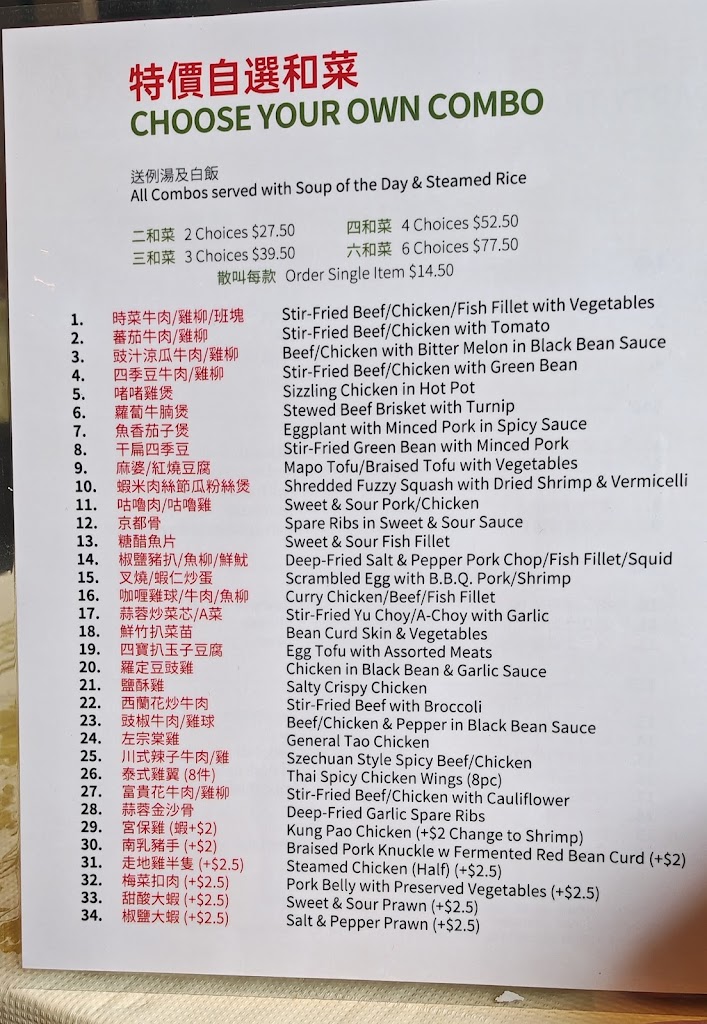 特價自選和菜
CHOOSE YOUR OWN COMBO
送例湯及白飯
All Combos served with Soup of the Day & Steamed Rice
二和菜 2 Choices $27.50 四和菜 4 Choices $52.50
三和菜 3 Choices $39.50 六和菜 6 Choices $77.50
散叫每款 Order Single Item $14.50
1. 時菜牛肉/雞柳/班塊 Stir-Fried Beef/Chicken/Fish Fillet with Vegetables
2. 蕃茄牛肉/雞柳 Stir-Fried Beef/Chicken with Tomato
3. 豉汁涼瓜牛肉/雞柳 Beef/Chicken with Bitter Melon in Black Bean Sauce
4. 四季豆牛肉/雞柳 Stir-Fried Beef/Chicken with Green Bean
5. 啫啫雞煲 Sizzling Chicken in Hot Pot
6. 蘿蔔牛腩煲 Stewed Beef Brisket with Turnip
7. 魚香茄子煲 Eggplant with Minced Pork in Spicy Sauce
8. 干扁四季豆 Stir-Fried Green Bean with Minced Pork
9. 麻婆/紅燒豆腐 Mapo Tofu/Braised Tofu with Vegetables
10. 蝦米肉絲節瓜粉絲煲 Shredded Fuzzy Squash with Dried Shrimp & Vermicelli
11. 咕嚕肉/咕嚕雞 Sweet & Sour Pork/Chicken
12. 京都骨 Spare Ribs in Sweet & Sour Sauce
13. 糖醋魚片 Sweet & Sour Fish Fillet
14. 椒鹽豬扒/魚柳/鮮魷 Deep-Fried Salt & Pepper Pork Chop/Fish Fillet/Squid
15. 叉燒/蝦仁炒蛋 Scrambled Egg with B.B.Q. Pork/Shrimp
16. 咖喱雞球/牛肉/魚柳 Curry Chicken/Beef/Fish Fillet
17. 蒜蓉炒菜芯/A菜 Stir-Fried Yu Choy/A-Choy with Garlic
18. 鮮竹扒菜苗 Bean Curd Skin & Vegetables
19. 四寶扒玉子豆腐 Egg Tofu with Assorted Meats
20. 羅定豆豉雞 Chicken in Black Bean & Garlic Sauce
21. 鹽酥雞 Salty Crispy Chicken
22. 西蘭花炒牛肉 Stir-Fried Beef with Broccoli
23. 豉椒牛肉/雞球 Beef/Chicken & Pepper in Black Bean Sauce
24. 左宗棠雞 General Tao Chicken
25. 川式辣子牛肉/雞 Szechuan Style Spicy Beef/Chicken
26. 泰式雞翼 (8件) Thai Spicy Chicken Wings (8pc)
27. 富貴花牛肉/雞柳 Stir-Fried Beef/Chicken with Cauliflower
28. 蒜蓉金沙骨 Deep-Fried Garlic Spare Ribs
29. 宮保雞 (蝦+$2) Kung Pao Chicken (+$2 Change to Shrimp)
30. 南乳豬手 (+$2) Braised Pork Knuckle w Fermented Red Bean Curd (+$2)
31. 走地雞半隻 (+$2.5) Steamed Chicken (Half) (+$2.5)
32. 梅菜扣肉 (+$2.5) Pork Belly with Preserved Vegetables (+$2.5)
33. 甜酸大蝦 (+$2.5) Sweet & Sour Prawn (+$2.5)
34. 椒鹽大蝦 (+$2.5) Salt & Pepper Prawn (+$2.5)